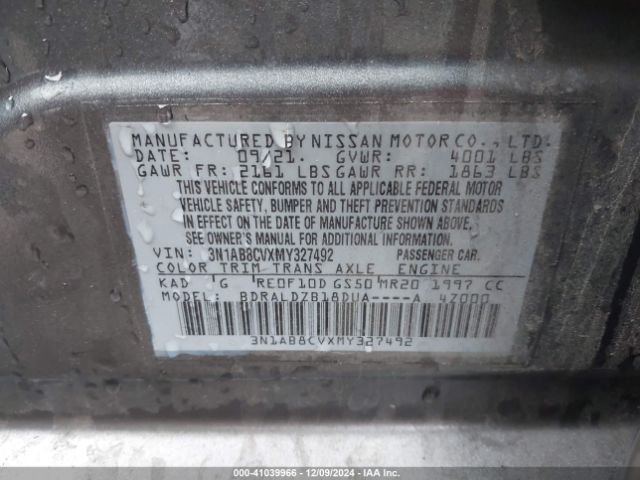 MANUFACTURED BY NISSAN MOTOR CO., LTD.
DATE: 09/21. GVWR: 4001 LBS
GAWR FR: 2161 LBS GAWR RR: 1863 LBS
THIS VEHICLE CONFORMS TO ALL APPLICABLE FEDERAL MOTOR
VEHICLE SAFETY, BUMPER AND THEFT PREVENTION STANDARDS
IN EFFECT ON THE DATE OF MANUFACTURE SHOWN ABOVE.
SEE OWNER'S MANUAL FOR ADDITIONAL INFORMATION.
VIN: 3N1AB8CVXMY327492 PASSENGER CAR.
COLOR TRIM TRANS AXLE ENGINE
KAD G RE0F10D GS50 MR20 1997 CC
MODEL: BDRALDZB18DUA----A 4Z000
3N1AB8CVXMY327492
000-41039966 | 12/09/2024 | IAA Inc.